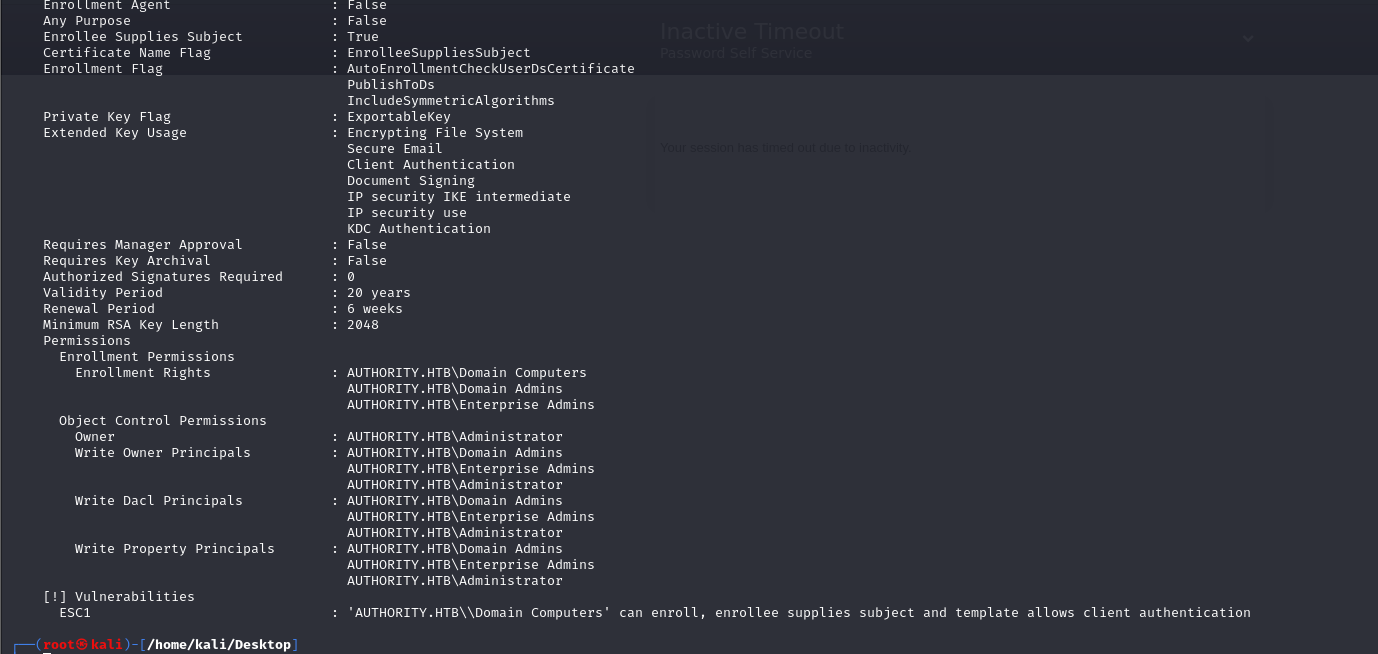 Enrollment Agent : False
Any Purpose : False
Enrollee Supplies Subject : True
Certificate Name Flag : EnrolleeSuppliesSubject
Enrollment Flag : AutoEnrollmentCheckUserDsCertificate
PublishToDs
IncludeSymmetricAlgorithms
Private Key Flag : ExportableKey
Extended Key Usage : Encrypting File System
Secure Email
Client Authentication
Document Signing
IP security IKE intermediate
IP security use
KDC Authentication
Requires Manager Approval : False
Requires Key Archival : False
Authorized Signatures Required : 0
Validity Period : 20 years
Renewal Period : 6 weeks
Minimum RSA Key Length : 2048
Permissions
Enrollment Permissions
Enrollment Rights : AUTHORITY.HTB\Domain Computers
AUTHORITY.HTB\Domain Admins
AUTHORITY.HTB\Enterprise Admins
Object Control Permissions
Owner : AUTHORITY.HTB\Administrator
Write Owner Principals : AUTHORITY.HTB\Domain Admins
AUTHORITY.HTB\Enterprise Admins
AUTHORITY.HTB\Administrator
Write Dacl Principals : AUTHORITY.HTB\Domain Admins
AUTHORITY.HTB\Enterprise Admins
AUTHORITY.HTB\Administrator
Write Property Principals : AUTHORITY.HTB\Domain Admins
AUTHORITY.HTB\Enterprise Admins
AUTHORITY.HTB\Administrator
[!] Vulnerabilities
ESC1 : 'AUTHORITY.HTB\\Domain Computers' can enroll, enrollee supplies subject and template allows client authentication
┌──(root㉿kali)-[/home/kali/Desktop]
Inactive Timeout
Password Self Service
Your session has timed out due to inactivity.